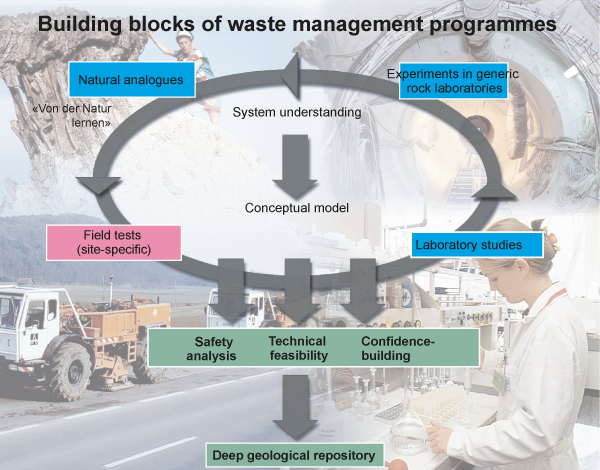 Building blocks of waste management programmes
Natural analogues
Experiments in generic
rock laboratories
«Von der Natur
lernen»
System understanding
Conceptual model
Field tests
(site-specific)
Laboratory studies
Safety
analysis
Technical
feasibility
Confidence-
building
Deep geological repository